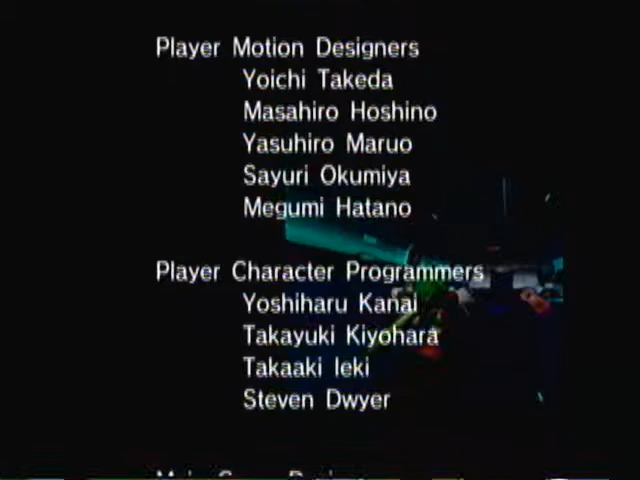 Player Motion Designers
Yoichi Takeda
Masahiro Hoshino
Yasuhiro Maruo
Sayuri Okumiya
Megumi Hatano
Player Character Programmers
Yoshiharu Kanai
Takayuki Kiyohara
Takaaki Ieki
Steven Dwyer